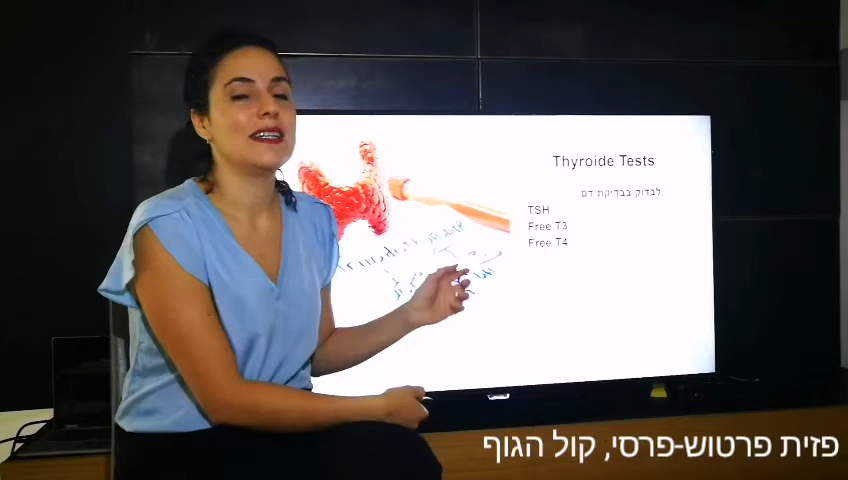 Thyroide Tests
לבדוק בבדיקת דם
TSH
Free T3
Free T4
פזית פרטוש-פרסי, קול הגוף